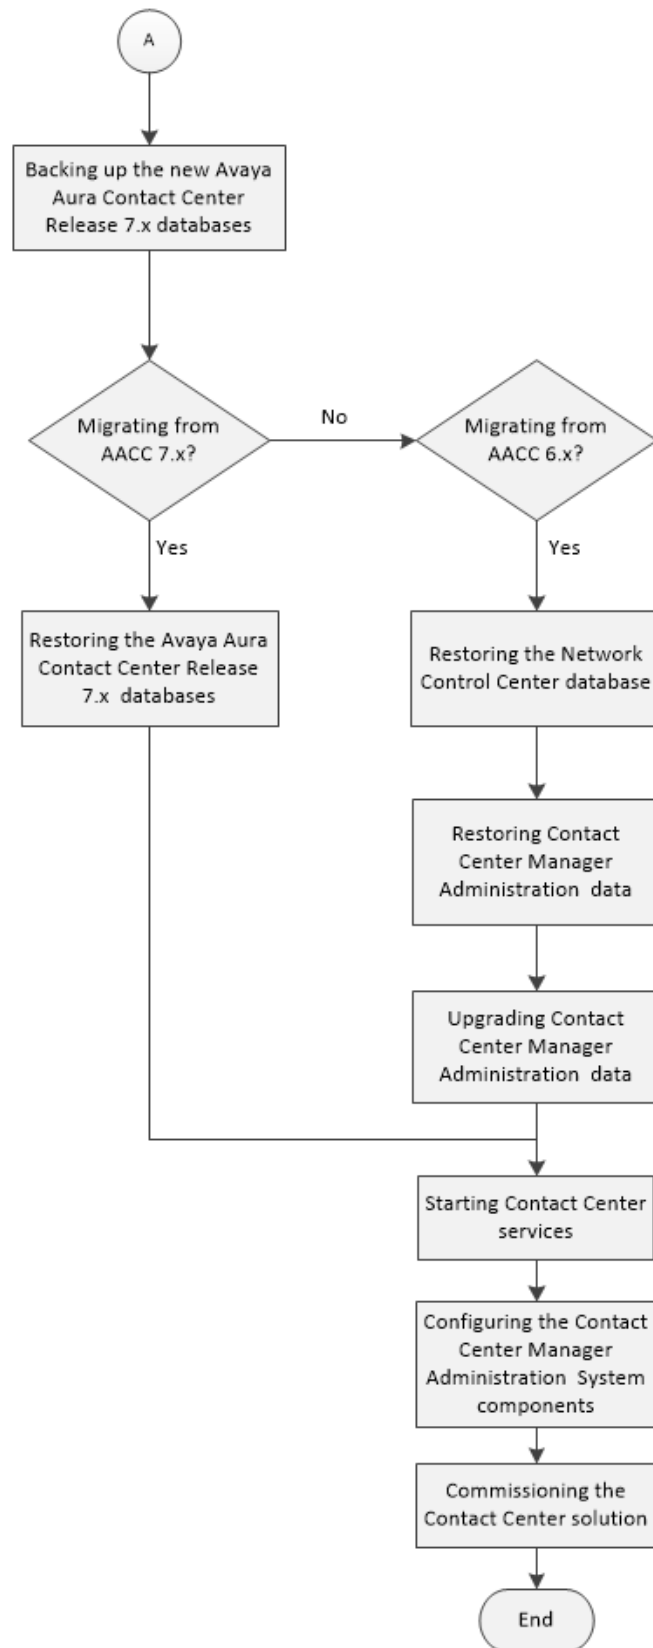 A
Backing up the new Avaya
Aura Contact Center
Release 7.x databases
Migrating from
AACC 7.x?
No
Migrating from
AACC 6.x?
Yes
Yes
Restoring the Avaya Aura
Contact Center Release
7.x databases
Restoring the Network
Control Center database
Restoring Contact
Center Manager
Administration data
Upgrading Contact
Center Manager
Administration data
Starting Contact Center
services
Configuring the Contact
Center Manager
Administration System
components
Commissioning the
Contact Center solution
End